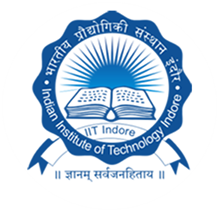 • भारतीय प्रौद्योगिकी संस्थान इंदौर •
Indian Institute of Technology Indore
IIT Indore
॥ ज्ञानम् सर्वजनहिताय ॥